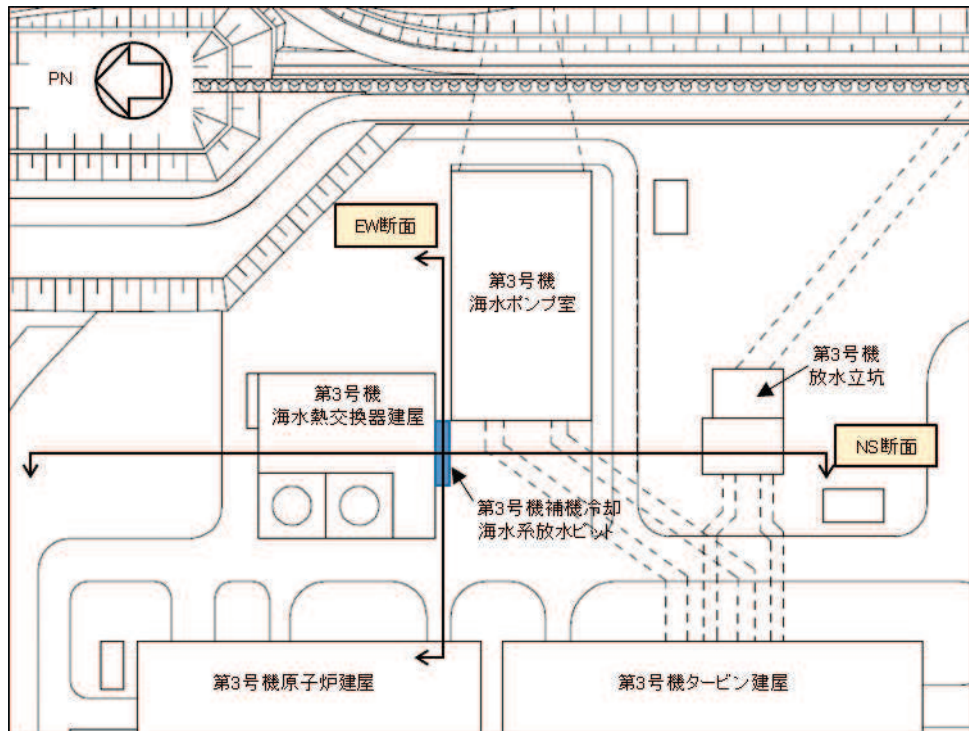 PN
EW断面
第3号機
海水ポンプ室
第3号機
放水立坑
第3号機
海水熱交換器建屋
NS断面
第3号機補機冷却
海水系放水ピット
第3号機原子炉建屋
第3号機タービン建屋